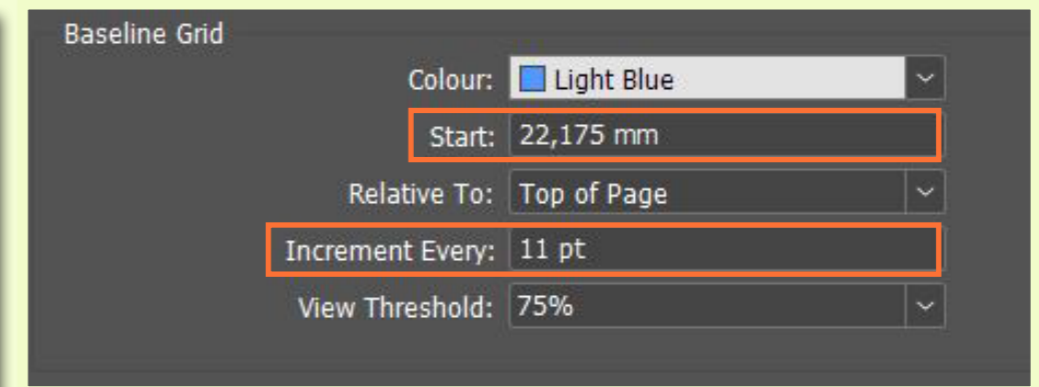 Baseline Grid
Colour: Light Blue
Start: 22,175 mm
Relative To: Top of Page
Increment Every: 11 pt
View Threshold: 75%